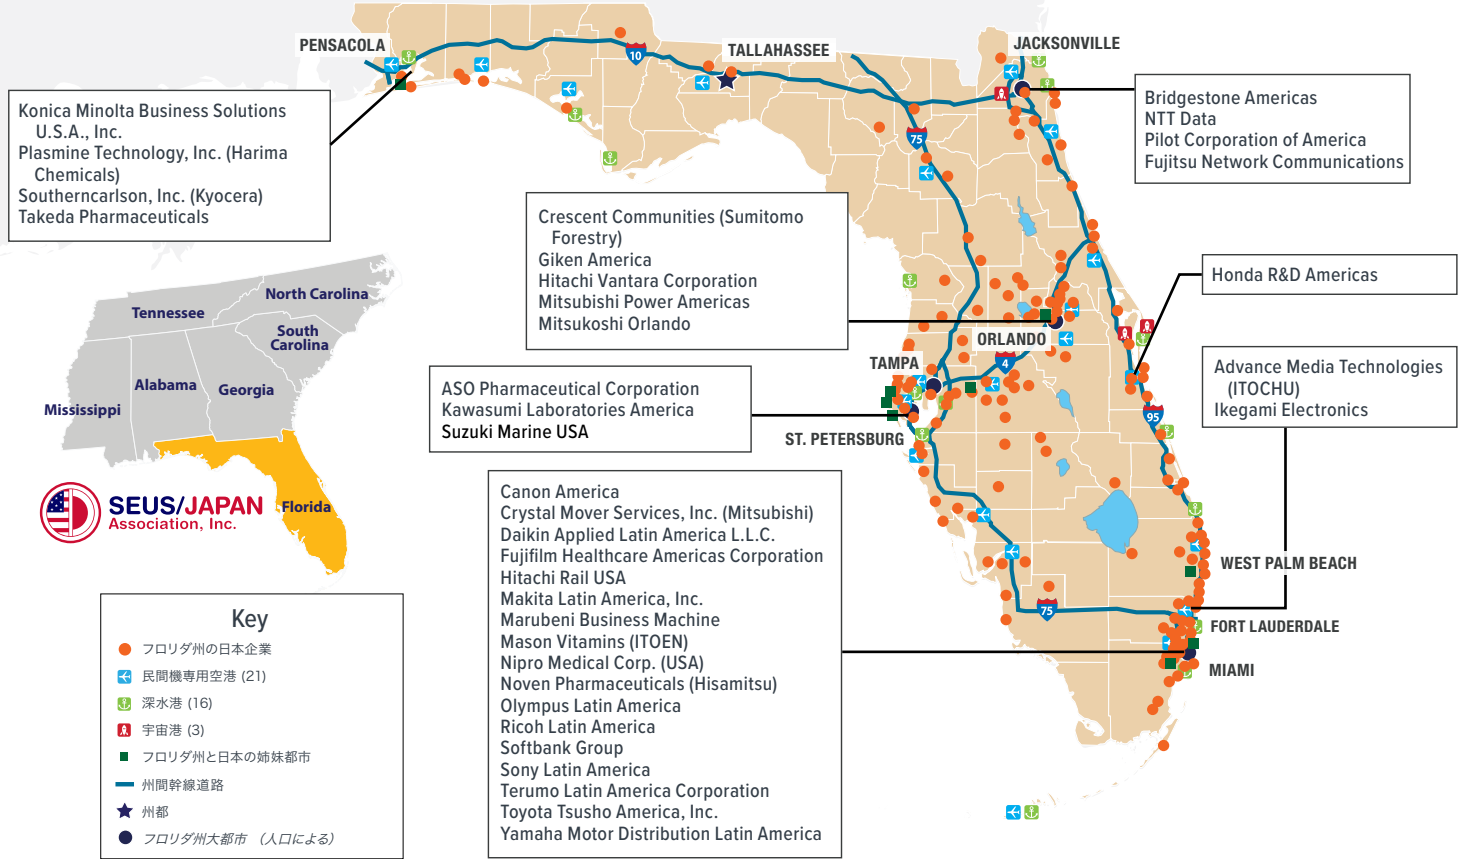 PENSACOLA
10
TALLAHASSEE
JACKSONVILLE
Konica Minolta Business Solutions
U.S.A., Inc.
Plasmine Technology, Inc. (Harima
Chemicals)
Southerncarlson, Inc. (Kyocera)
Takeda Pharmaceuticals
Bridgestone Americas
NTT Data
Pilot Corporation of America
Fujitsu Network Communications
75
Crescent Communities (Sumitomo
Forestry)
Giken America
Hitachi Vantara Corporation
Mitsubishi Power Americas
Mitsukoshi Orlando
Honda R&D Americas
North Carolina
Tennessee
South
Carolina
Alabama
Georgia
Mississippi
Florida
ORLANDO
4
TAMPA
ASO Pharmaceutical Corporation
Kawasumi Laboratories America
Suzuki Marine USA
ST. PETERSBURG
Advance Media Technologies
(ITOCHU)
Ikegami Electronics
95
SEUS/JAPAN
Association, Inc.
Canon America
Crystal Mover Services, Inc. (Mitsubishi)
Daikin Applied Latin America L.L.C.
Fujifilm Healthcare Americas Corporation
Hitachi Rail USA
Makita Latin America, Inc.
Marubeni Business Machine
Mason Vitamins (ITOEN)
Nipro Medical Corp. (USA)
Noven Pharmaceuticals (Hisamitsu)
Olympus Latin America
Ricoh Latin America
Softbank Group
Sony Latin America
Terumo Latin America Corporation
Toyota Tsusho America, Inc.
Yamaha Motor Distribution Latin America
WEST PALM BEACH
75
FORT LAUDERDALE
MIAMI
Key
フロリダ州の日本企業
民間機専用空港 (21)
深水港 (16)
宇宙港 (3)
フロリダ州と日本の姉妹都市
州間幹線道路
州都
フロリダ州大都市 （人口による）